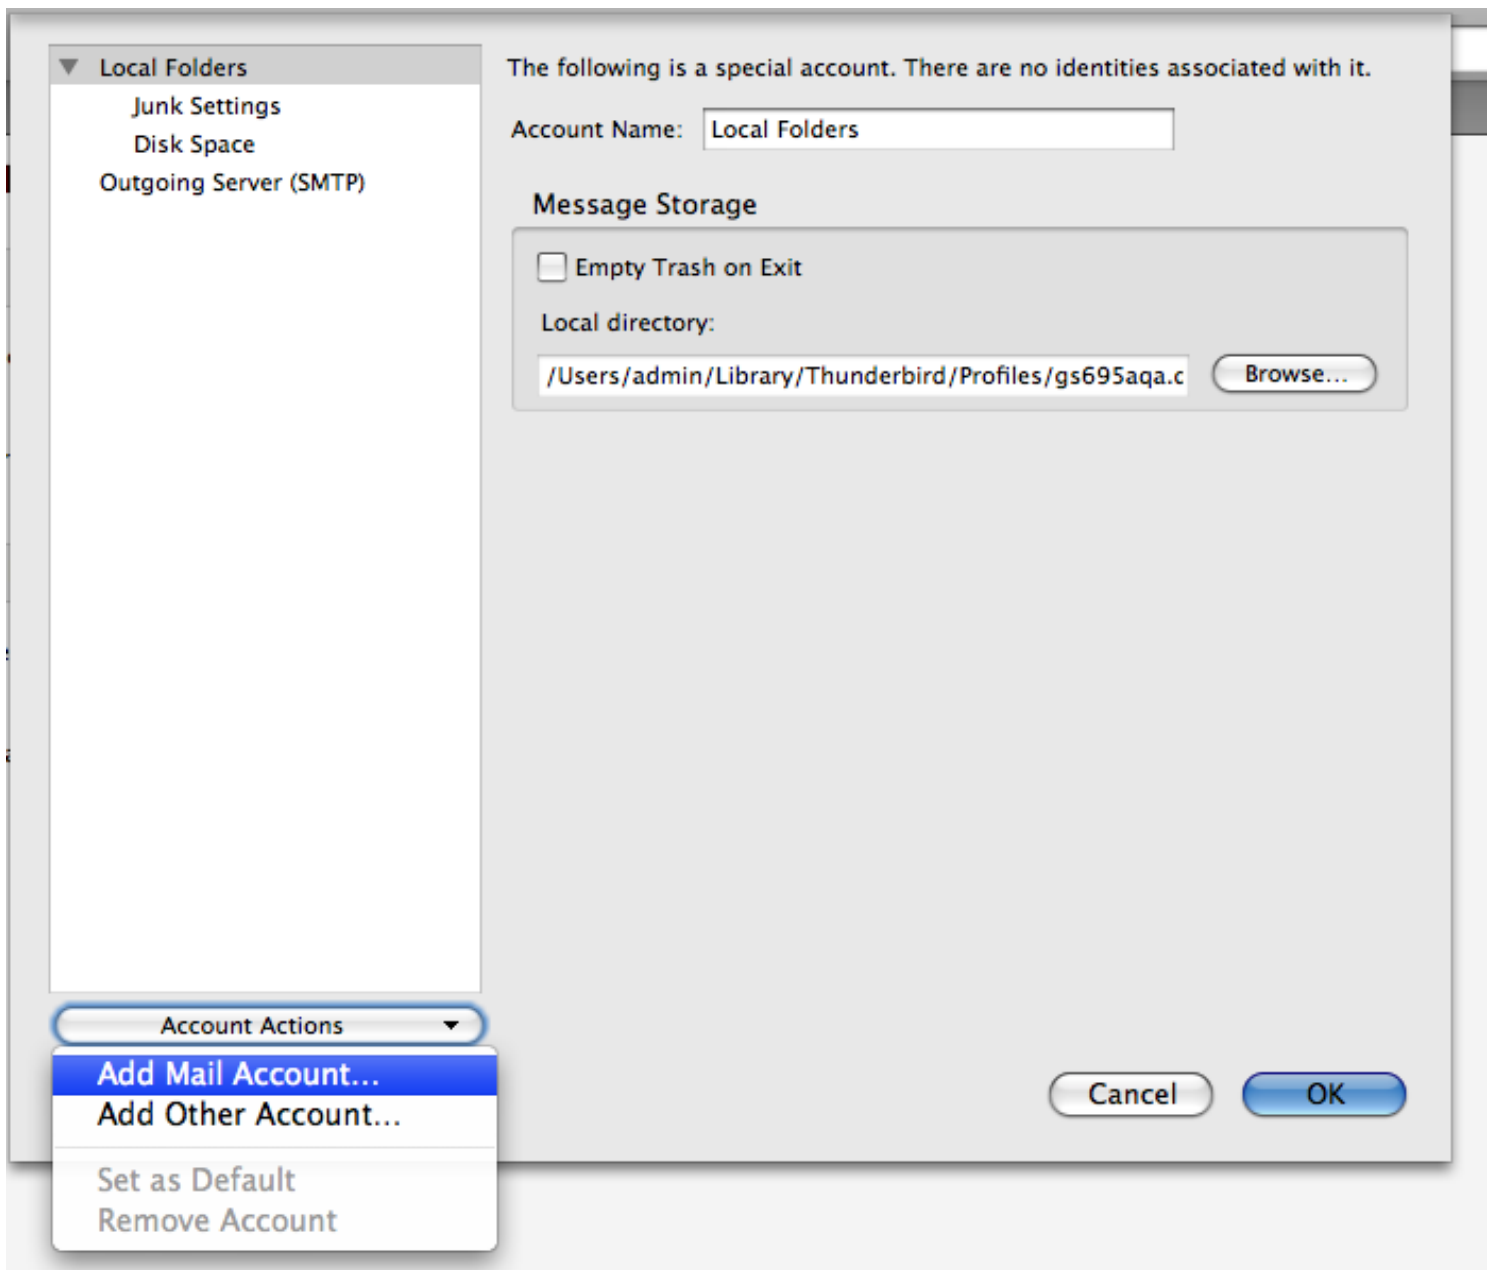 Local Folders
Junk Settings
Disk Space
Outgoing Server (SMTP)
The following is a special account. There are no identities associated with it.
Account Name: Local Folders
Message Storage
Empty Trash on Exit
Local directory:
/Users/admin/Library/Thunderbird/Profiles/gs695aqa.c
Browse...
Account Actions
Add Mail Account...
Add Other Account...
Set as Default
Remove Account
Cancel
OK